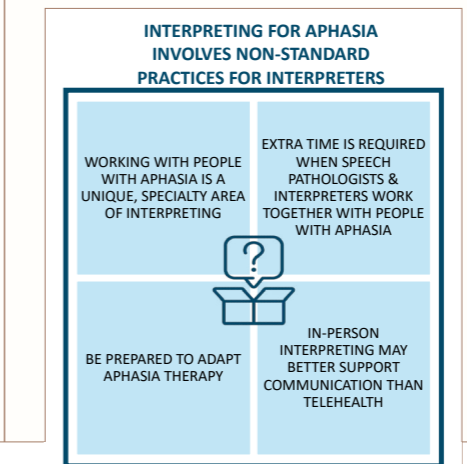 INTERPRETING FOR APHASIA
INVOLVES NON-STANDARD
PRACTICES FOR INTERPRETERS
WORKING WITH PEOPLE
WITH APHASIA IS A
UNIQUE, SPECIALTY AREA
OF INTERPRETING
EXTRA TIME IS REQUIRED
WHEN SPEECH
PATHOLOGISTS &
INTERPRETERS WORK
TOGETHER WITH PEOPLE
WITH APHASIA
?
BE PREPARED TO ADAPT
APHASIA THERAPY
IN-PERSON
INTERPRETING MAY
BETTER SUPPORT
COMMUNICATION THAN
TELEHEALTH